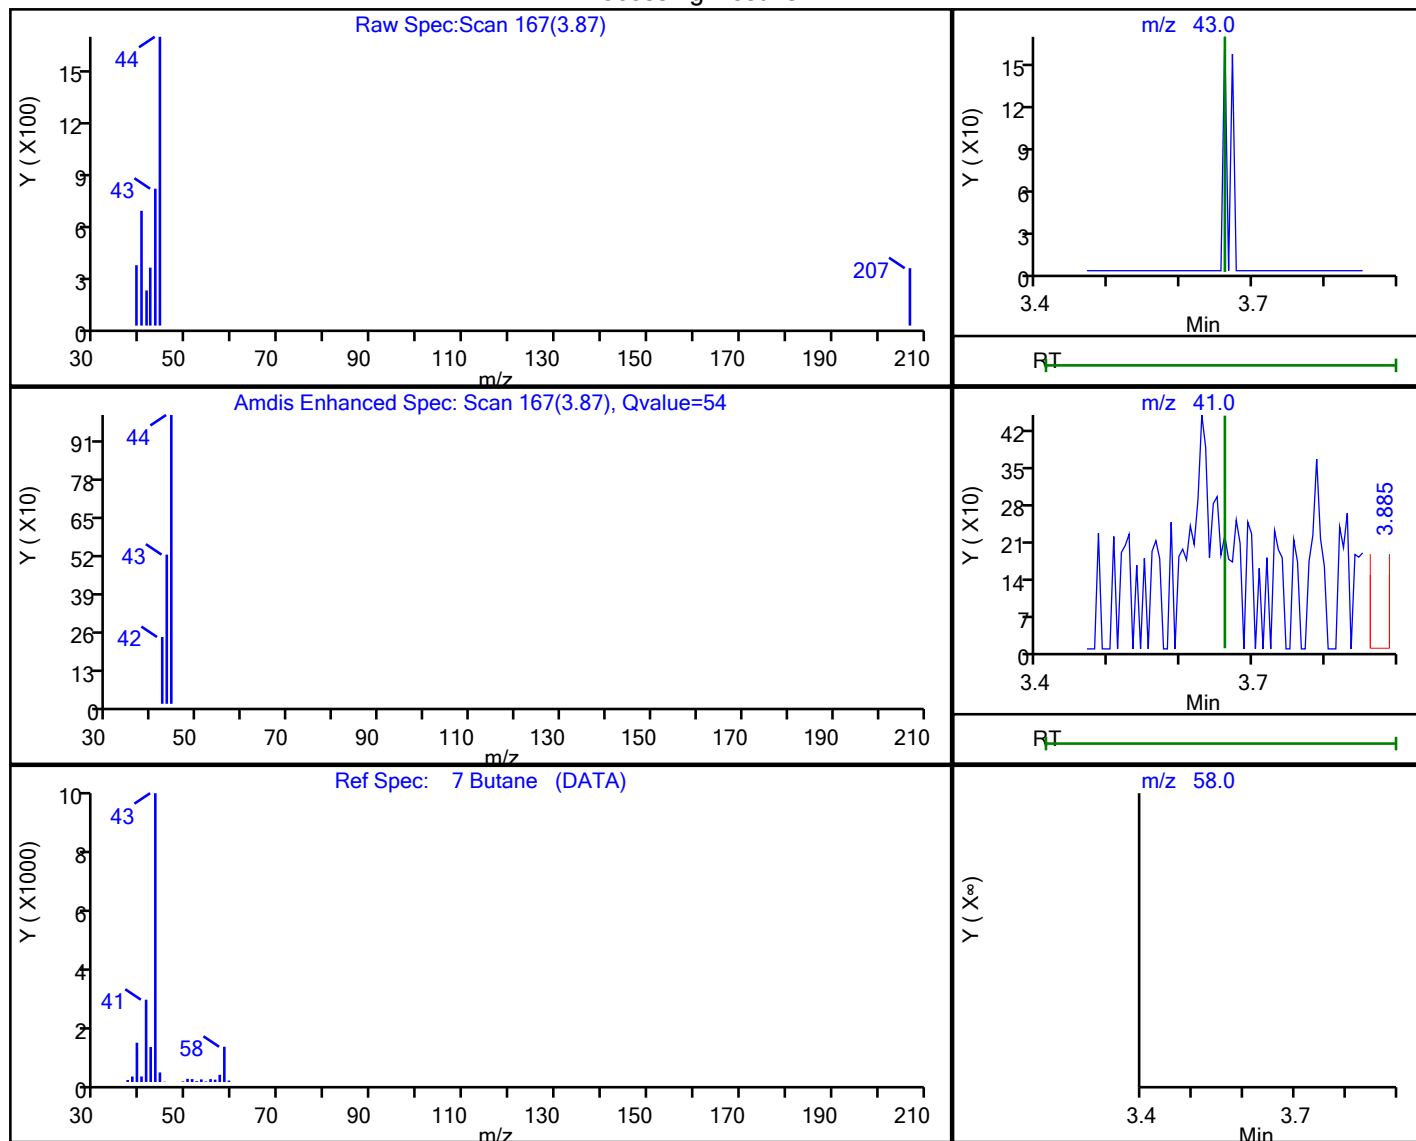 Raw Spec:Scan 167(3.87)
Y ( X100)
15
12
9
6
3
0
44
43
207
30 50 70 90 110 130 150 170 190 210
m/z
m/z 43.0
Y ( X10)
15
12
9
6
3
0
3.4 3.7
Min
RT
Amdis Enhanced Spec: Scan 167(3.87), Qvalue=54
Y ( X10)
91
78
65
52
39
26
13
0
44
43
42
30 50 70 90 110 130 150 170 190 210
m/z
m/z 41.0
Y ( X10)
42
35
28
21
14
7
0
3.885
3.4 3.7
Min
RT
Ref Spec: 7 Butane (DATA)
Y ( X1000)
10
8
6
4
2
0
43
41
58
30 50 70 90 110 130 150 170 190 210
m/z
m/z 58.0
Y ( X∞)
3.4 3.7
Min